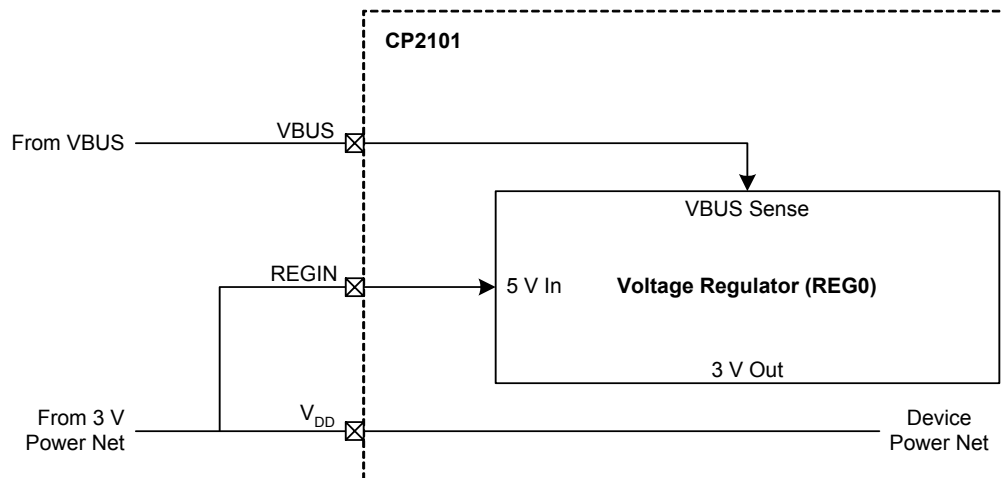 CP2101
From VBUS
VBUS
VBUS Sense
REGIN
5 V In
Voltage Regulator (REG0)
3 V Out
From 3 V
Power Net
VDD
Device
Power Net